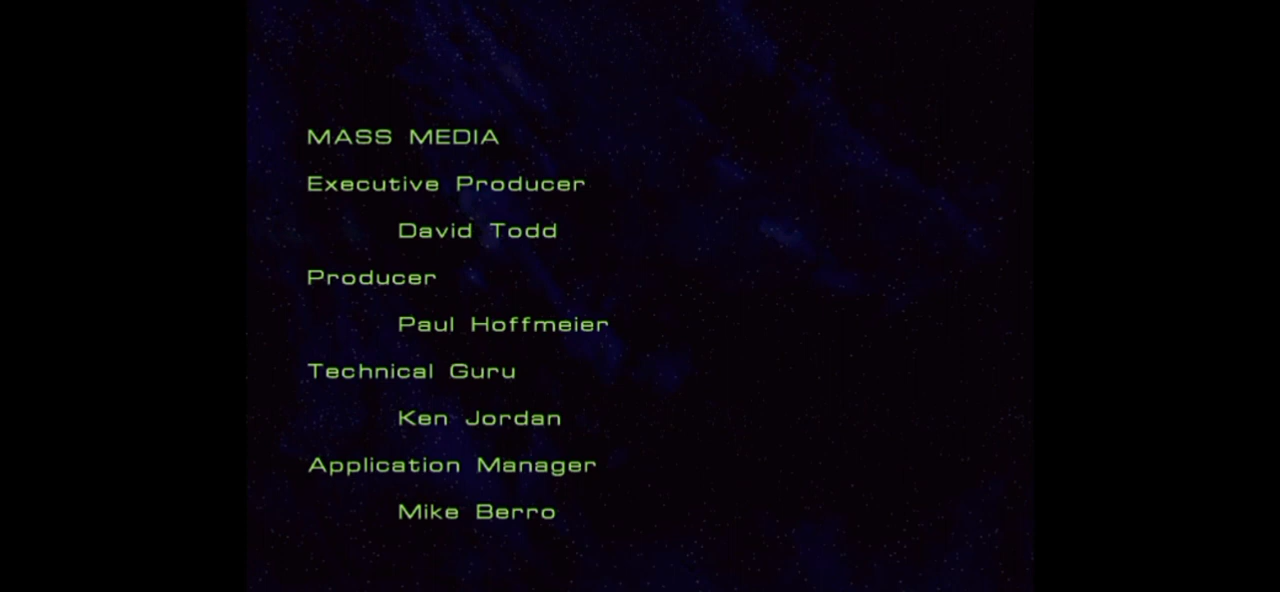 MASS MEDIA
Executive Producer
David Todd
Producer
Paul Hoffmeier
Technical Guru
Ken Jordan
Application Manager
Mike Berro